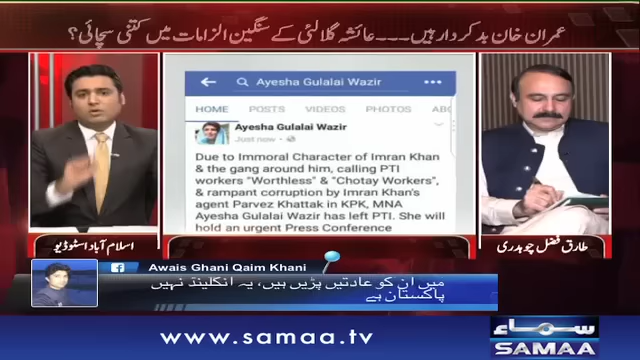 عمران خان بدکردار ہیں۔۔۔عائشہ گلالئی کے سنگین الزامات میں کتنی سچائی؟
Ayesha Gulalai Wazir
HOME POSTS VIDEOS PHOTOS ABO
Ayesha Gulalai Wazir
Just now
Due to Immoral Character of Imran Khan
& the gang around him, calling PTI
workers "Worthless" & "Chotay Workers",
& rampant corruption by Imran Khan's
agent Parvez Khattak in KPK, MNA
Ayesha Gulalai Wazir has left PTI. She will
hold an urgent Press Conference
اسلام آباد اسٹوڈیو
طارق فضل چوہدری
Awais Ghani Qaim Khani
میں ان کو عادتیں پڑیں ہیں، یہ انگلینڈ نہیں
پاکستان ہے
www.samaa.tv
سماء
SAMAA